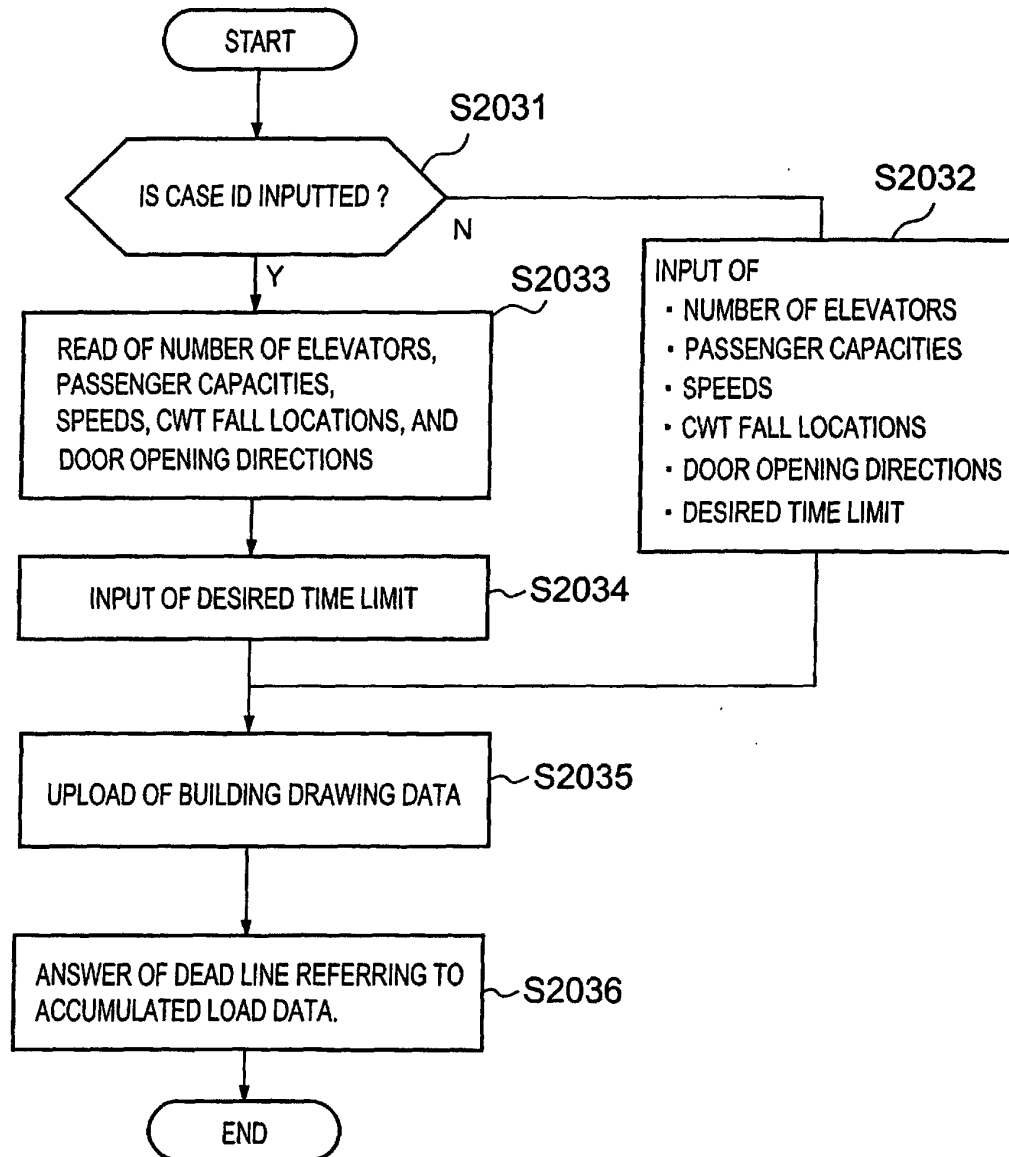 START
S2031
IS CASE ID INPUTTED ?
N
Y
S2032
INPUT OF
・NUMBER OF ELEVATORS
・PASSENGER CAPACITIES
・SPEEDS
・CWT FALL LOCATIONS
・DOOR OPENING DIRECTIONS
・DESIRED TIME LIMIT
S2033
READ OF NUMBER OF ELEVATORS,
PASSENGER CAPACITIES,
SPEEDS, CWT FALL LOCATIONS, AND
DOOR OPENING DIRECTIONS
INPUT OF DESIRED TIME LIMIT
S2034
UPLOAD OF BUILDING DRAWING DATA
S2035
ANSWER OF DEAD LINE REFERRING TO
ACCUMULATED LOAD DATA.
S2036
END